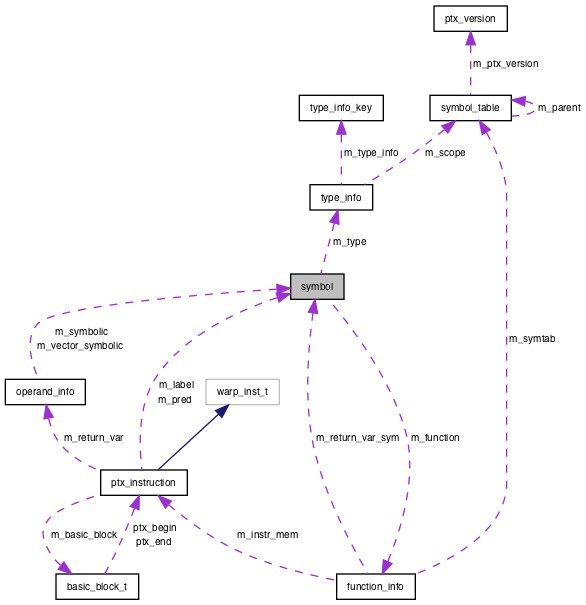 ptx_version
m_ptx_version
type_info_key
symbol_table
m_parent
m_type_info
m_scope
type_info
m_type
symbol
m_symbolic
m_vector_symbolic
m_symtab
operand_info
m_label
m_pred
warp_inst_t
m_return_var
m_return_var_sym
m_function
ptx_instruction
m_basic_block
ptx_begin
ptx_end
m_instr_mem
basic_block_t
function_info